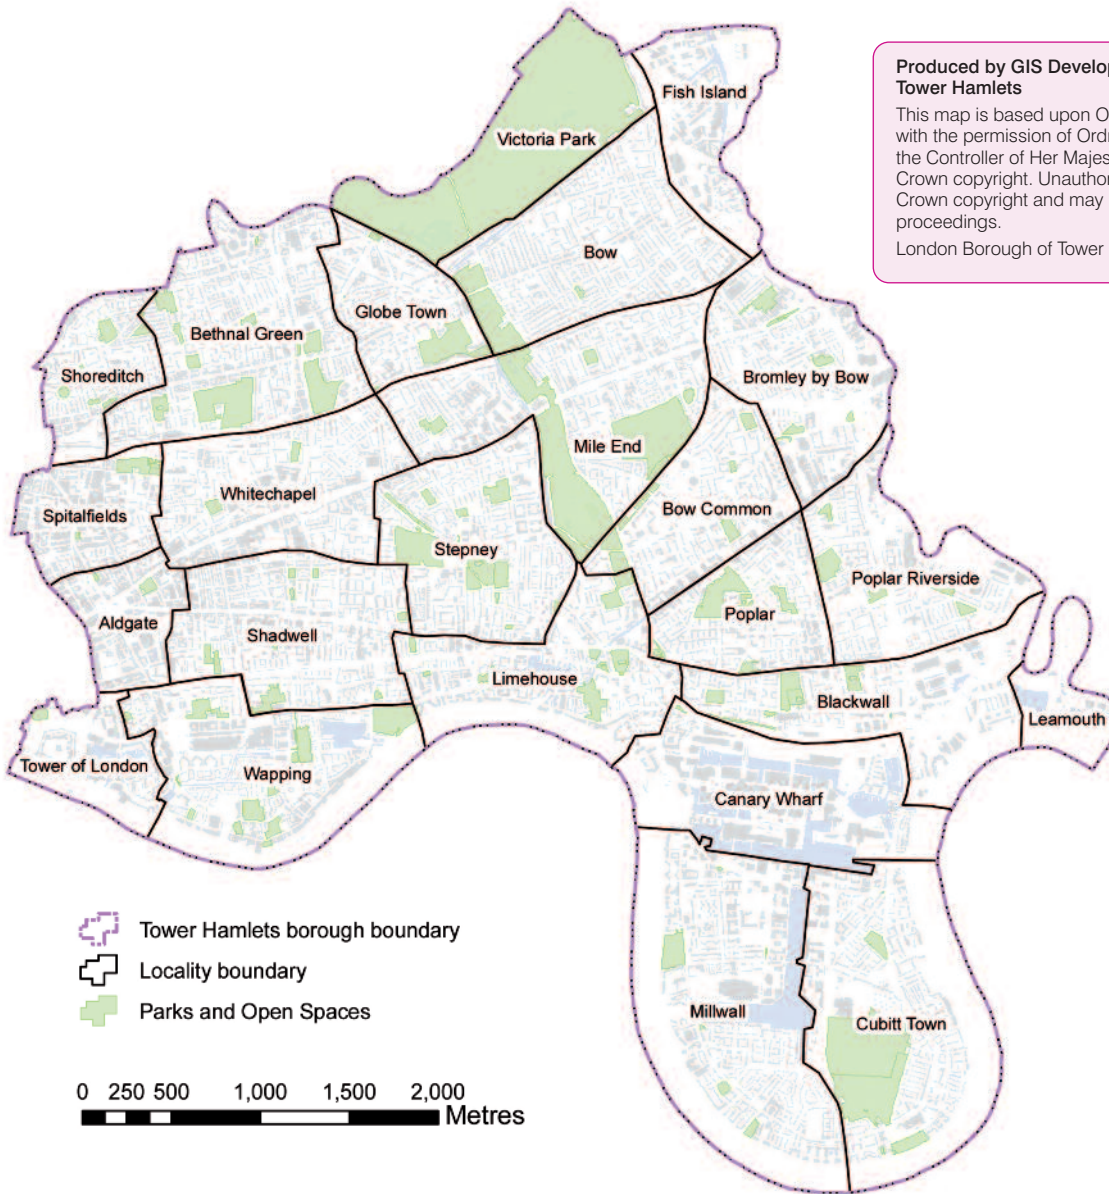 Produced by GIS Develop
Tower Hamlets
This map is based upon O
with the permission of Ord
the Controller of Her Majes
Crown copyright. Unauthor
Crown copyright and may
proceedings.
London Borough of Tower
Fish Island
Victoria Park
Bow
Globe Town
Bethnal Green
Shoreditch
Bromley by Bow
Mile End
Whitechapel
Spitalfields
Bow Common
Stepney
Poplar Riverside
Aldgate
Shadwell
Poplar
Limehouse
Blackwall
Leamouth
Tower of London
Wapping
Canary Wharf
Millwall
Cubitt Town
Tower Hamlets borough boundary
Locality boundary
Parks and Open Spaces
0 250 500 1,000 1,500 2,000
Metres